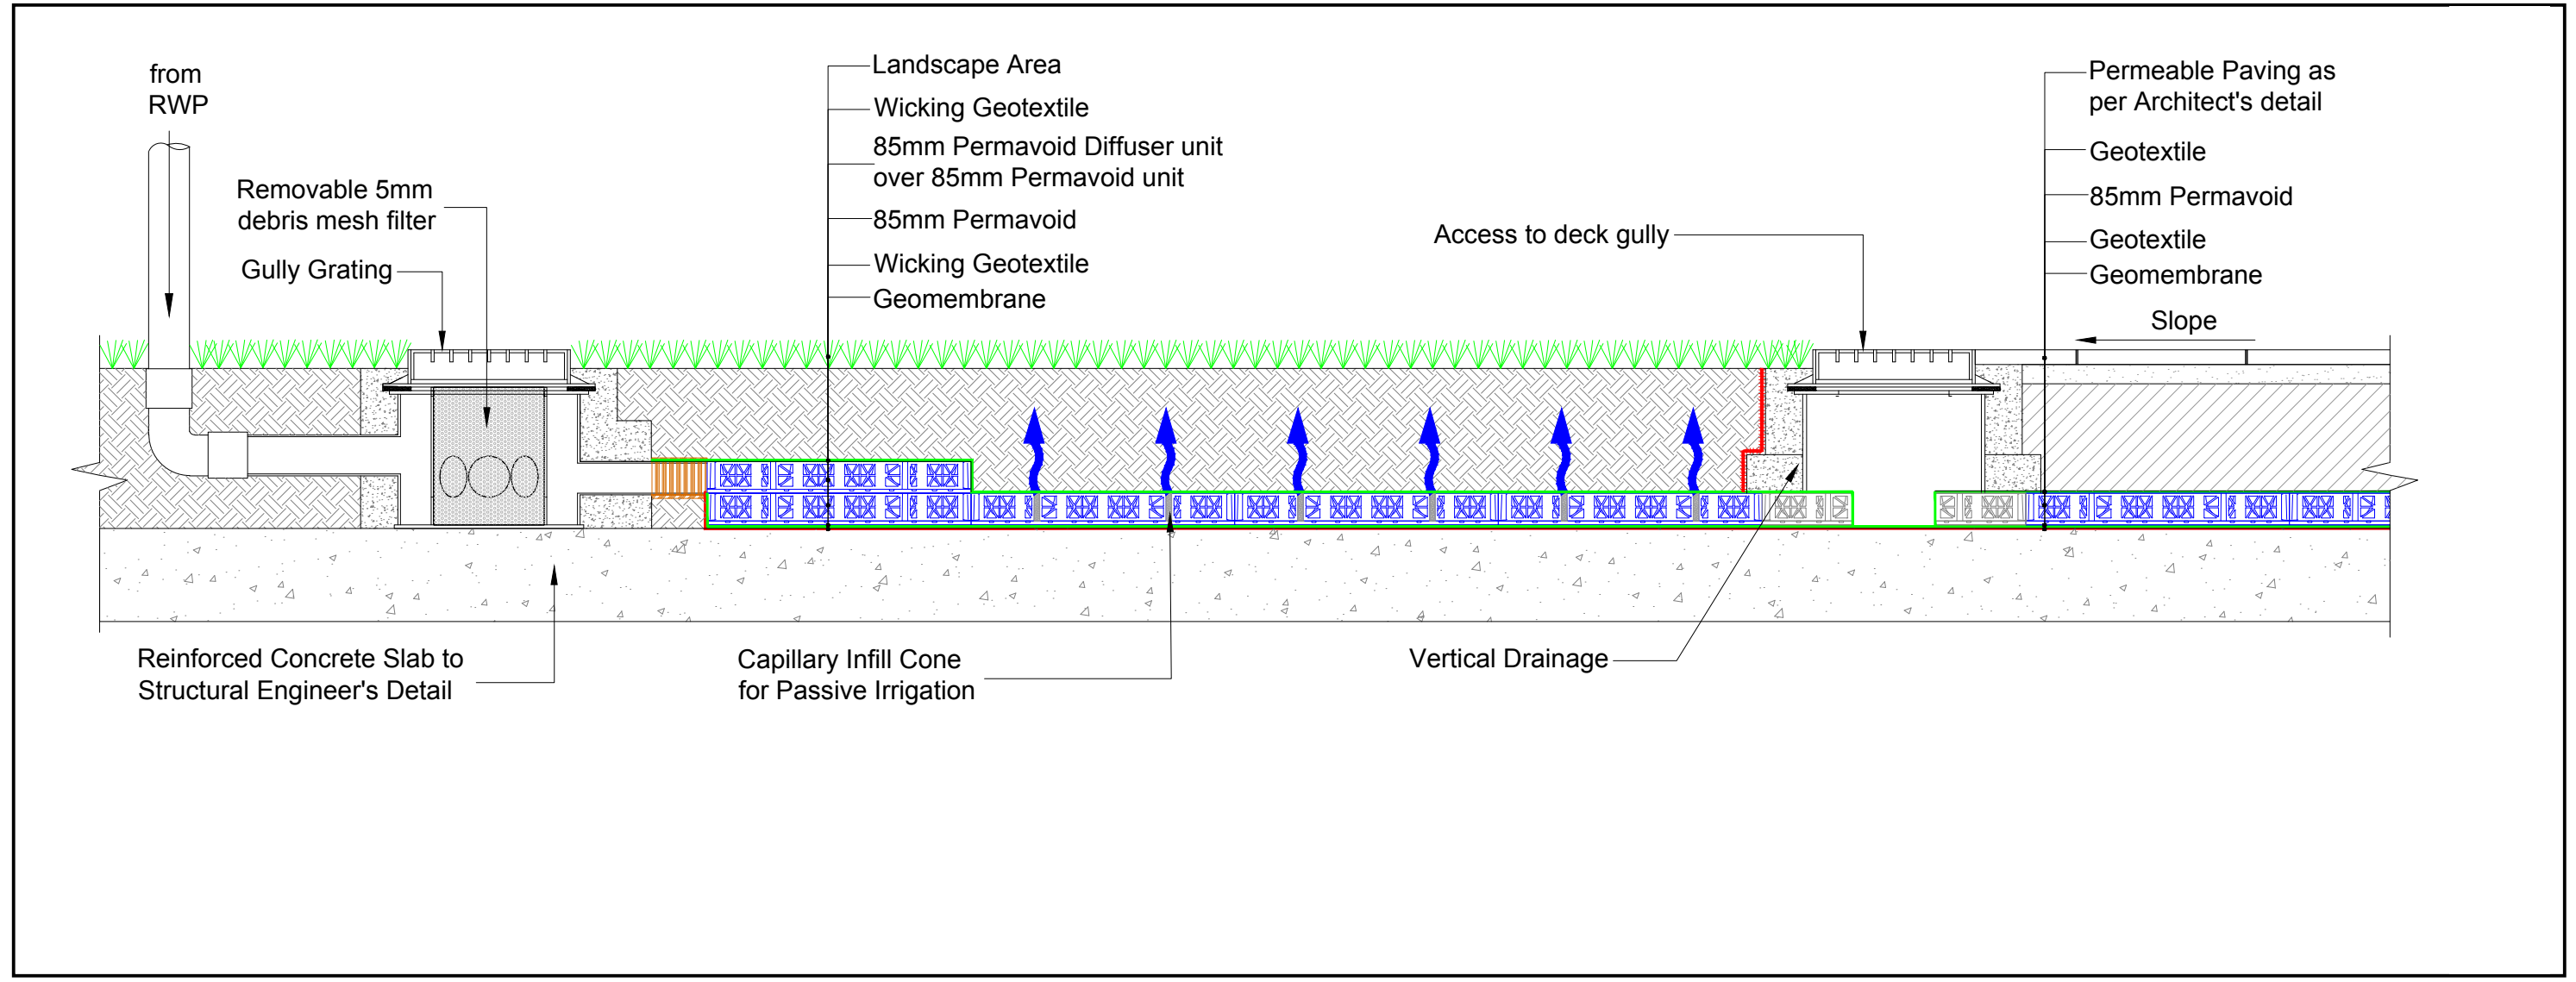 from
RWP
Removable 5mm
debris mesh filter
Gully Grating
Landscape Area
Wicking Geotextile
85mm Permavoid Diffuser unit
over 85mm Permavoid unit
85mm Permavoid
Wicking Geotextile
Geomembrane
Access to deck gully
Permeable Paving as
per Architect's detail
Geotextile
85mm Permavoid
Geotextile
Geomembrane
Slope
Reinforced Concrete Slab to
Structural Engineer's Detail
Capillary Infill Cone
for Passive Irrigation
Vertical Drainage